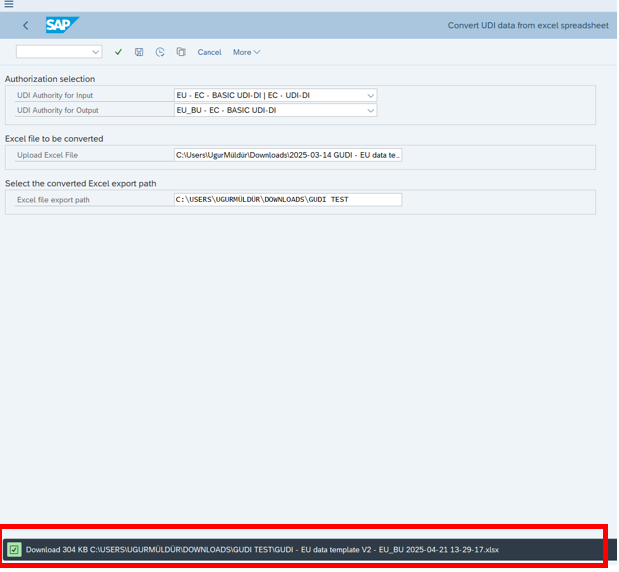 SAP
Convert UDI data from excel spreadsheet
Cancel More
Authorization selection
UDI Authority for Input EU - EC - BASIC UDI-DI | EC - UDI-DI
UDI Authority for Output EU_BU - EC - BASIC UDI-DI
Excel file to be converted
Upload Excel File C:\Users\UgurMüldür\Downloads\2025-03-14 GUDI - EU data te..
Select the converted Excel export path
Excel file export path C:\USERS\UGURMÜLDÜR\DOWNLOADS\GUDI TEST
Download 304 KB C:\USERS\UGURMÜLDÜR\DOWNLOADS\GUDI TEST\GUDI - EU data template V2 - EU_BU 2025-04-21 13-29-17.xlsx